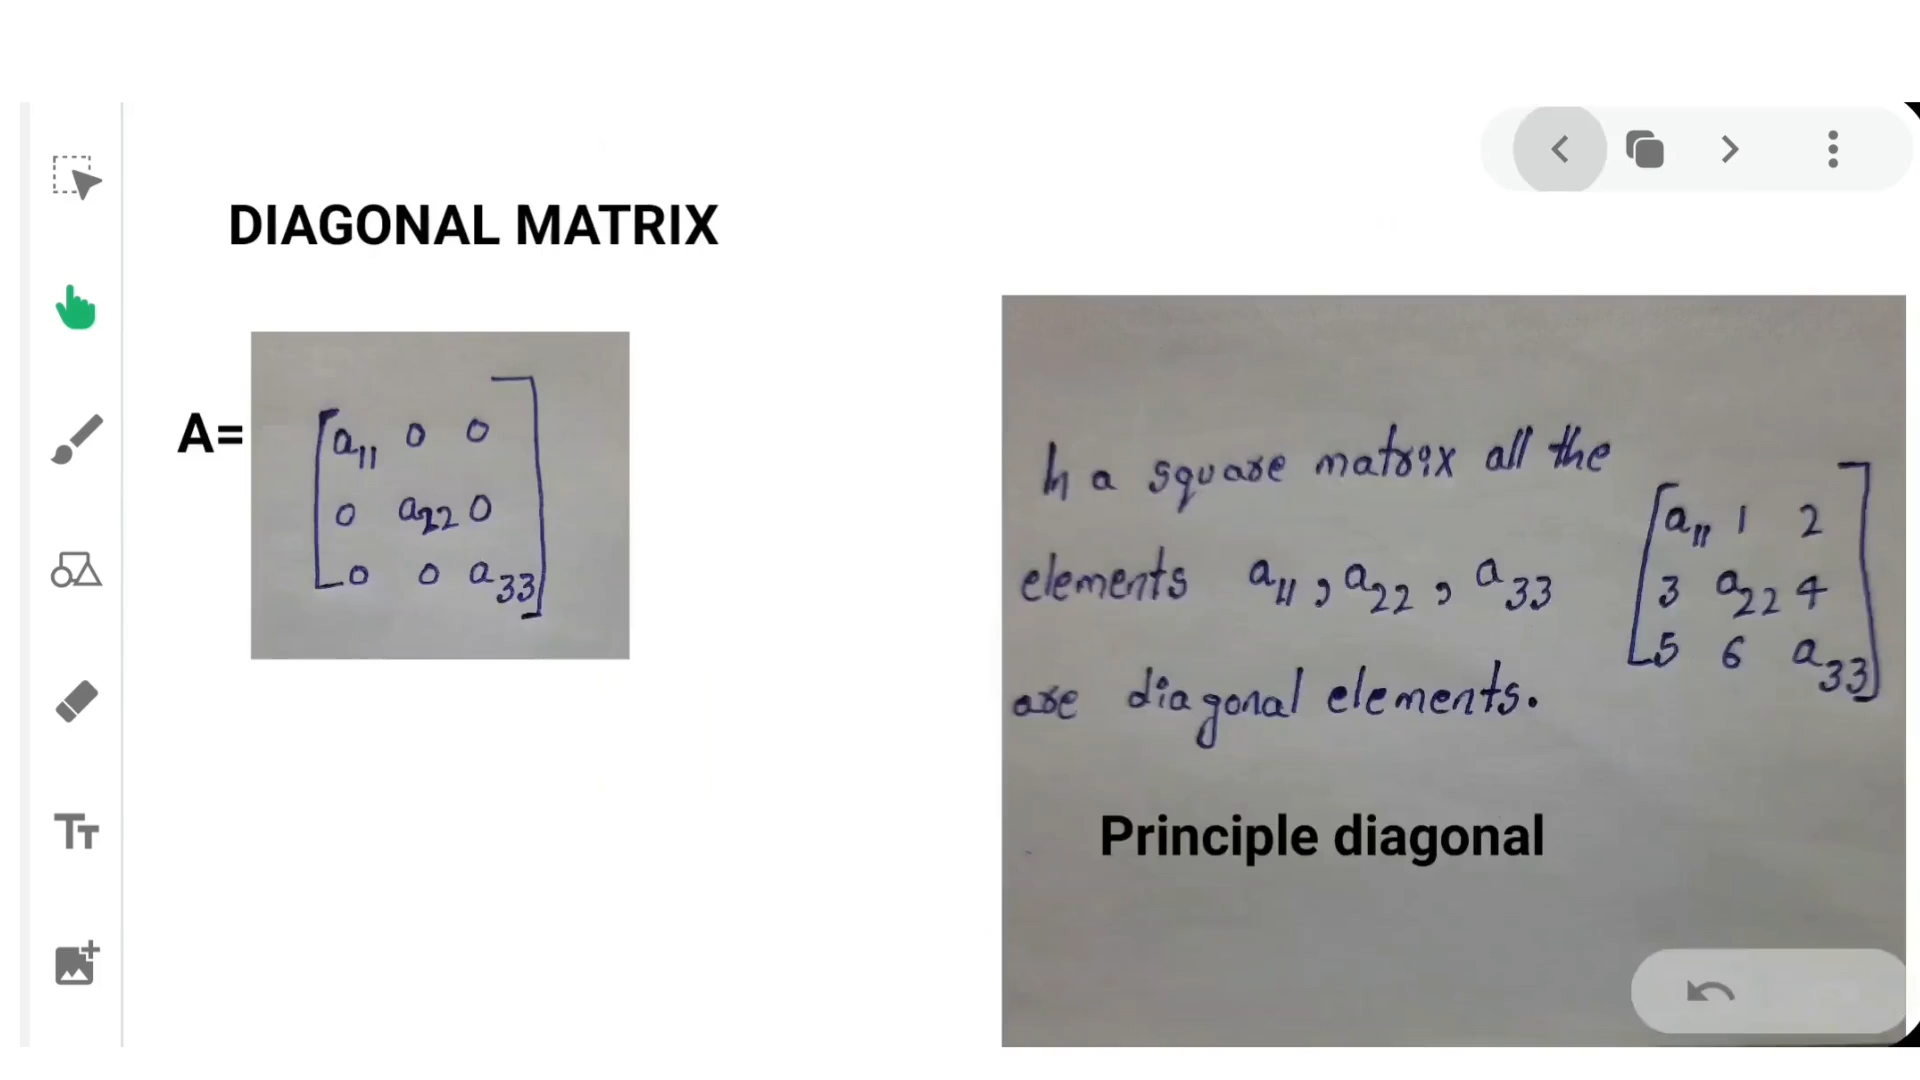 DIAGONAL MATRIX
A=
a11 0 0
0 a22 0
0 0 a33
In a square matrix all the
elements a11, a22, a33
are diagonal elements.
a11 1 2
3 a22 4
5 6 a33
Principle diagonal
TT